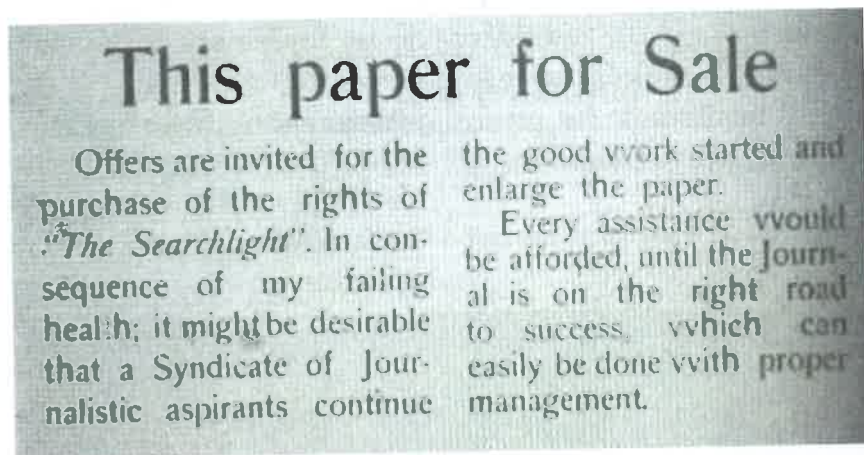 This paper for Sale
Offers are invited for the
purchase of the rights of
"The Searchlight". In con-
sequence of my failing
health; it might be desirable
that a Syndicate of Jour-
nalistic aspirants continue
the good vvork started and
enlarge the paper.
Every assistance vvould
be afforded, until the Journ-
al is on the right road
to success, vvhich can
easily be done vvith proper
management.